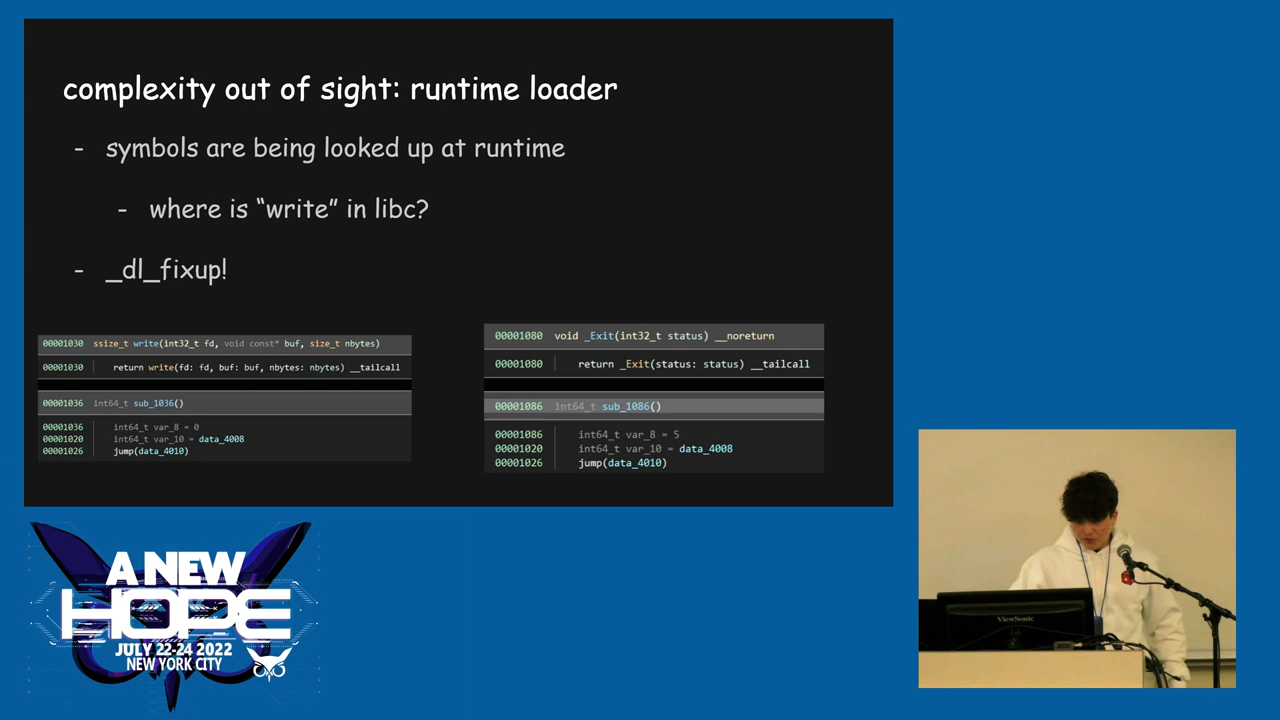 complexity out of sight: runtime loader
- symbols are being looked up at runtime
- where is “write” in libc?
- _dl_fixup!
00001030 ssize_t write(int32_t fd, void const* buf, size_t nbytes)
00001030 return write(fd: fd, buf: buf, nbytes: nbytes) __tailcall
00001036 int64_t sub_1036()
00001036 int64_t var_8 = 0
00001020 int64_t var_10 = data_4008
00001026 jump(data_4010)
00001080 void _Exit(int32_t status) __noreturn
00001080 return _Exit(status: status) __tailcall
00001086 int64_t sub_1086()
00001086 int64_t var_8 = 5
00001020 int64_t var_10 = data_4008
00001026 jump(data_4010)
A NEW
HOPE
JULY 22-24 2022
NEW YORK CITY
ViewSonic